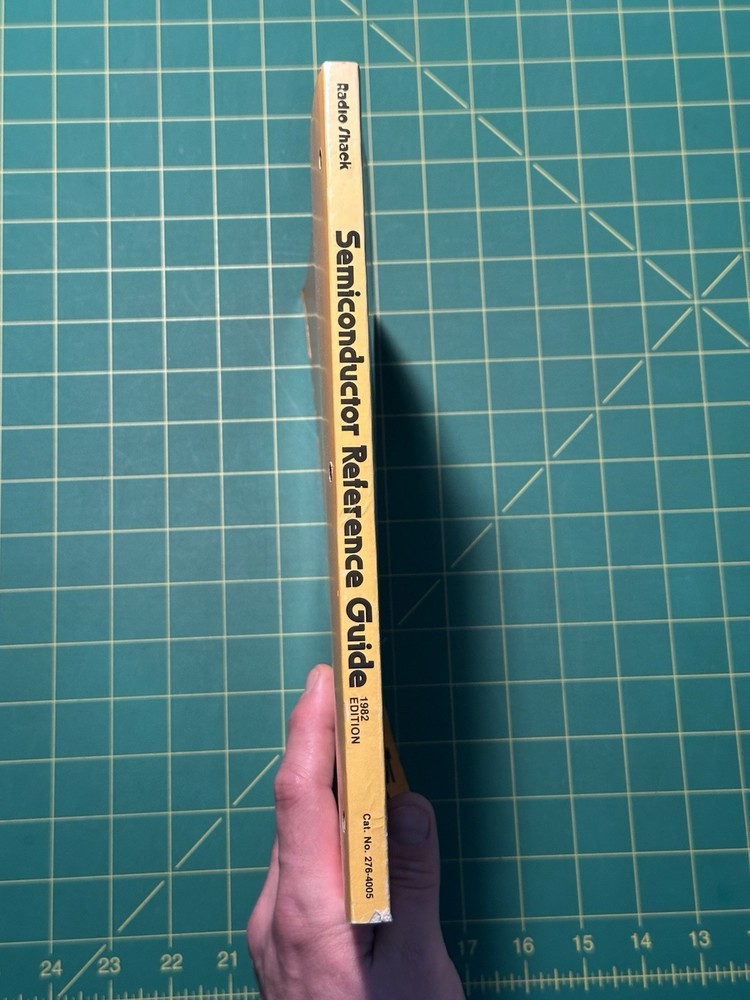 Radio Shack
Semiconductor Reference Guide
1982
EDITION
Cat. No. 276-4005
24 23 22 21 17 16 15 14 13